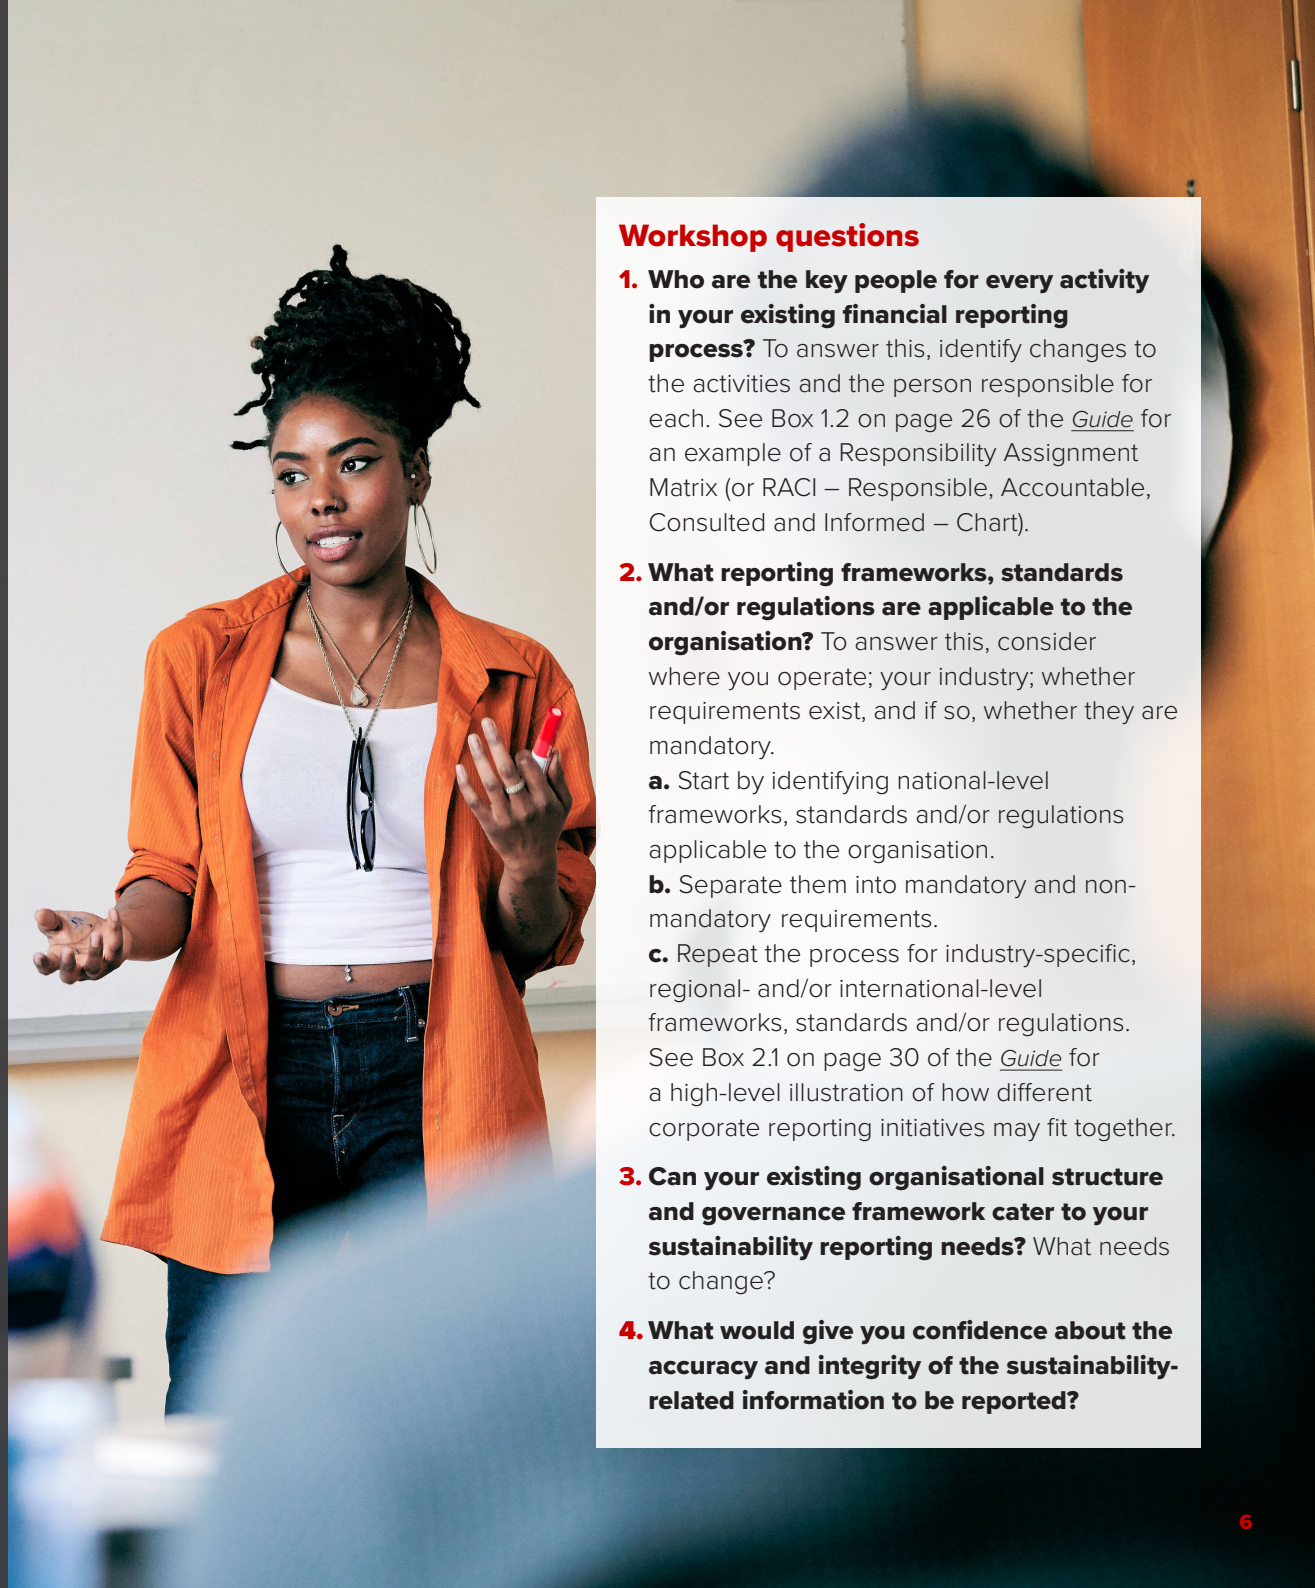 Workshop questions
1. Who are the key people for every activity
in your existing financial reporting
process? To answer this, identify changes to
the activities and the person responsible for
each. See Box 1.2 on page 26 of the Guide for
an example of a Responsibility Assignment
Matrix (or RACI – Responsible, Accountable,
Consulted and Informed – Chart).
2. What reporting frameworks, standards
and/or regulations are applicable to the
organisation? To answer this, consider
where you operate; your industry; whether
requirements exist, and if so, whether they are
mandatory.
a. Start by identifying national-level
frameworks, standards and/or regulations
applicable to the organisation.
b. Separate them into mandatory and non-
mandatory requirements.
c. Repeat the process for industry-specific,
regional- and/or international-level
frameworks, standards and/or regulations.
See Box 2.1 on page 30 of the Guide for
a high-level illustration of how different
corporate reporting initiatives may fit together.
3. Can your existing organisational structure
and governance framework cater to your
sustainability reporting needs? What needs
to change?
4. What would give you confidence about the
accuracy and integrity of the sustainability-
related information to be reported?
6